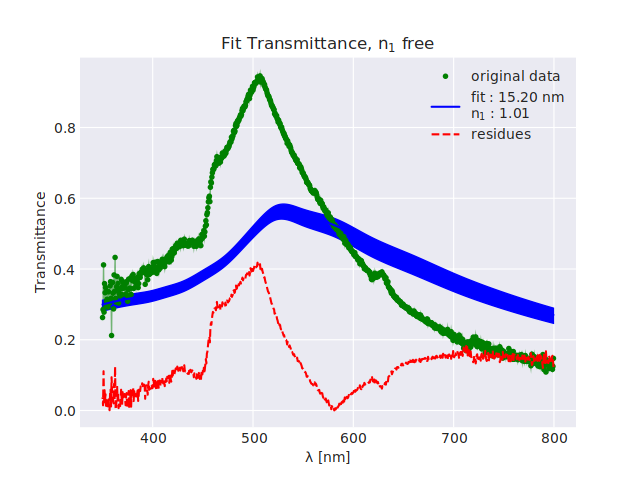 Fit Transmittance, n₁ free
original data
fit : 15.20 nm
n₁ : 1.01
residues
Transmittance
0.8
0.6
0.4
0.2
0.0
400 500 600 700 800
λ [nm]